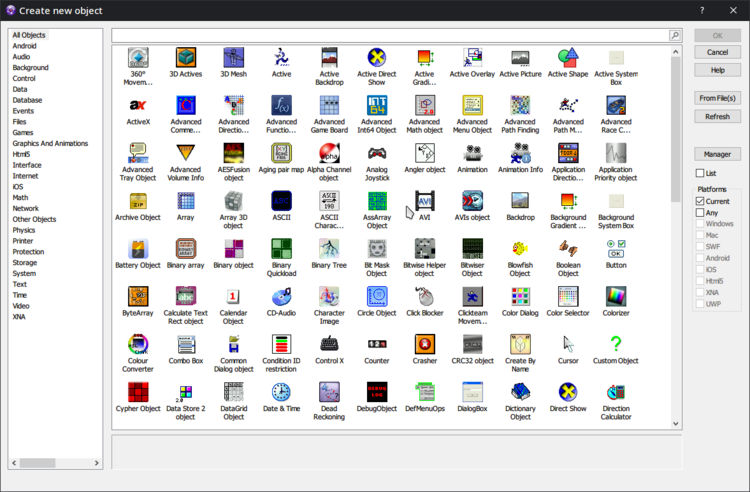 Create new object
All Objects
Android
Audio
Background
Control
Data
Database
Events
Files
Games
Graphics And Animations
Html5
Interface
Internet
iOS
Math
Network
Other Objects
Physics
Printer
Protection
Storage
System
Text
Time
Video
XNA
360° Movem... 3D Actives 3D Mesh Active Active Backdrop Active Direct Show Active Gradi... Active Overlay Active Picture Active Shape Active System Box
ActiveX Advanced Comme... Advanced Directio... Advanced Functio... Advanced Game Board Advanced Int64 Object Advanced Math object Advanced Menu Object Advanced Path Finding Advanced Path M... Advanced Race C...
Advanced Tray Object Advanced Volume Info AESFusion object Aging pair map Alpha Channel object Analog Joystick Angler object Animation Animation Info Application Directio... Application Priority object
Archive Object Array Array 3D object ASCII ASCII Charac... AssArray Object AVI AVIs object Backdrop Background Gradient ... Background System Box
Battery Object Binary array Binary object Binary Quickload Binary Tree Bit Mask Object Bitwise Helper object Bitwiser Object Blowfish Object Boolean Object Button
ByteArray Calculate Text Rect object Calendar Object CD-Audio Character Image Circle Object Click Blocker Clickteam Movem... Color Dialog Color Selector Colorizer
Colour Converter Combo Box Common Dialog object Condition ID restriction Control X Counter Crasher CRC32 object Create By Name Cursor Custom Object
Cypher Object Data Store 2 object DataGrid Object Date & Time Dead Reckoning DebugObject DefMenuOps DialogBox Dictionary Object Direct Show Direction Calculator
OK
Cancel
Help
From File(s)
Refresh
Manager
List
Platforms
Current
Any
Windows
Mac
SWF
Android
iOS
Html5
XNA
UWP